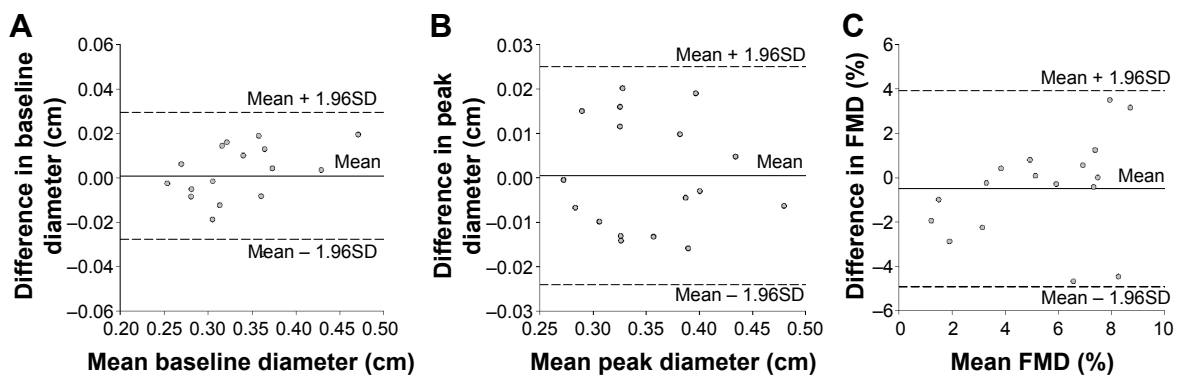 A
Difference in baseline
diameter (cm)
0.06
0.04
0.02
0.00
–0.02
–0.04
–0.06
Mean + 1.96SD
Mean
Mean – 1.96SD
0.20 0.25 0.30 0.35 0.40 0.45 0.50
Mean baseline diameter (cm)
B
Difference in peak
diameter (cm)
0.03
0.02
0.01
0.00
–0.01
–0.02
–0.03
Mean + 1.96SD
Mean
Mean – 1.96SD
0.25 0.30 0.35 0.40 0.45 0.50
Mean peak diameter (cm)
C
Difference in FMD (%)
6
4
2
0
–2
–4
–6
Mean + 1.96SD
Mean
Mean – 1.96SD
0 2 4 6 8 10
Mean FMD (%)